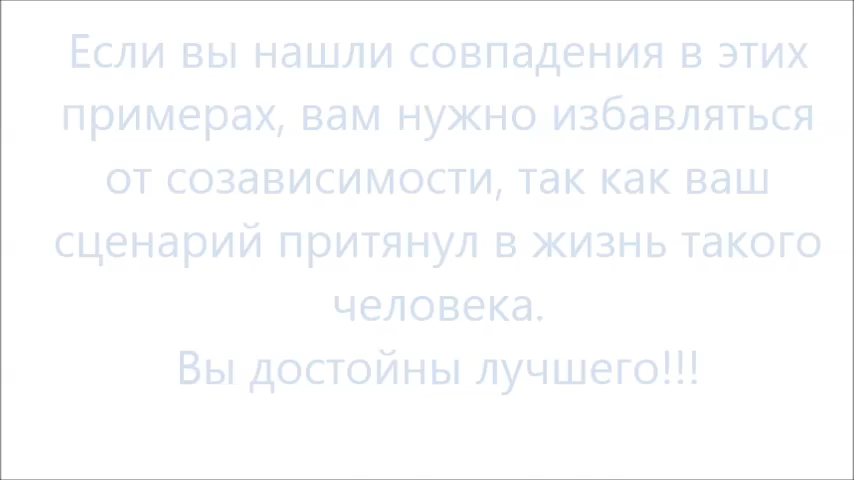 Если вы нашли совпадения в этих
примерах, вам нужно избавляться
от созависимости, так как ваш
сценарий притянул в жизнь такого
человека.
Вы достойны лучшего!!!